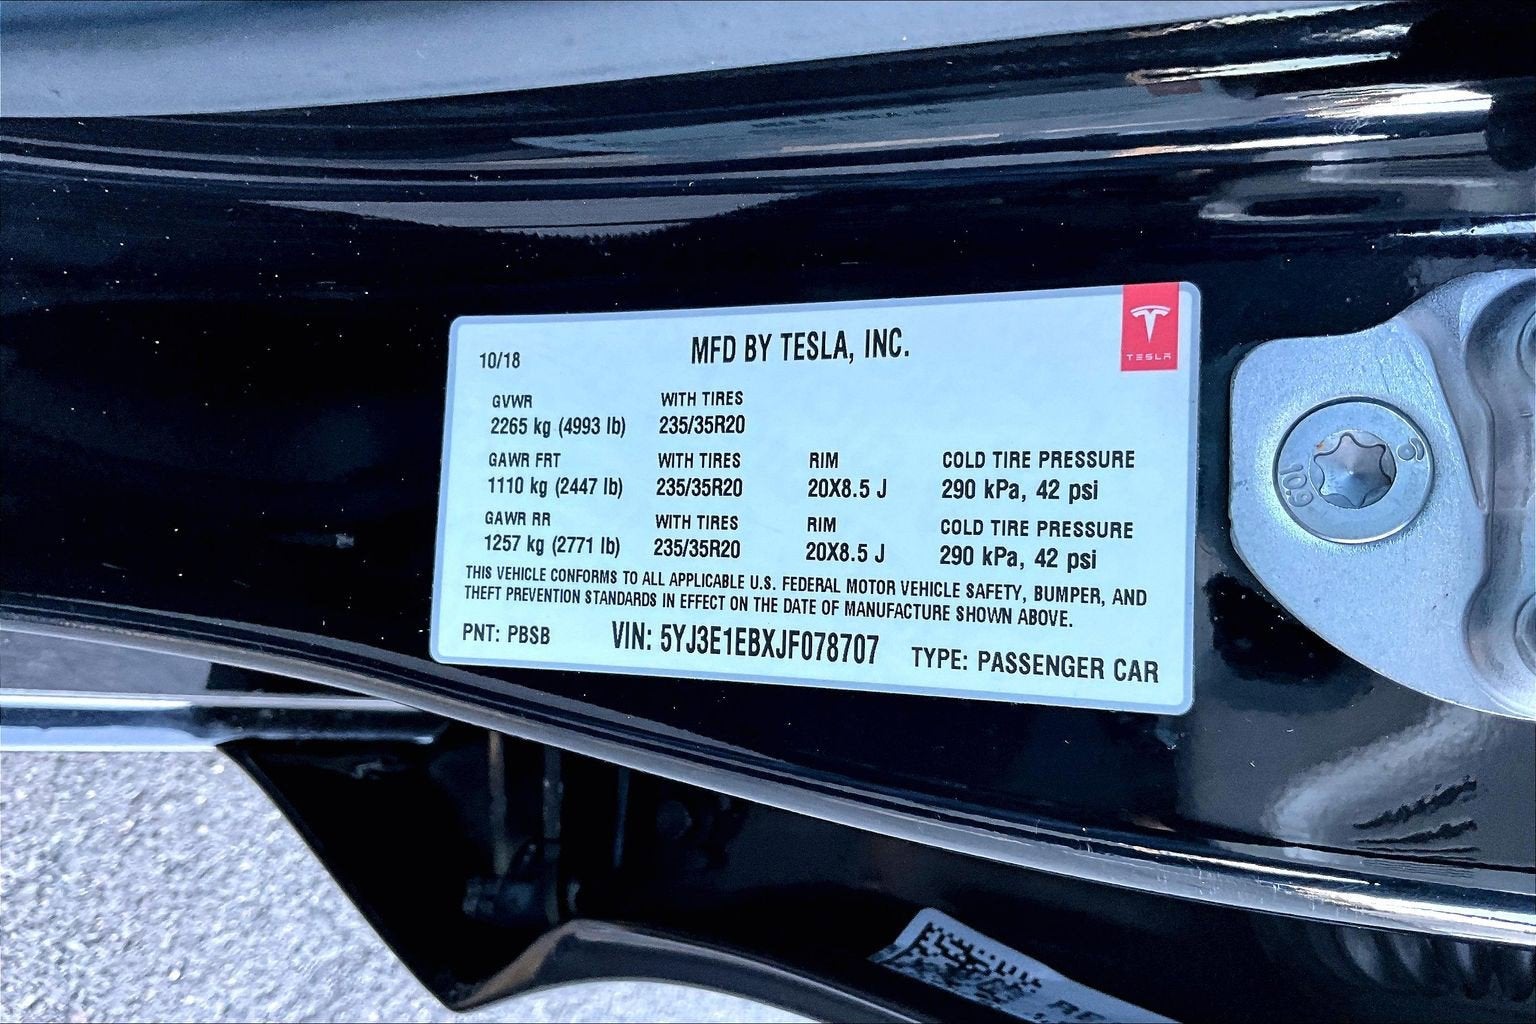 10/18 MFD BY TESLA, INC.
TESLA
GVWR WITH TIRES
2265 kg (4993 lb) 235/35R20
GAWR FRT WITH TIRES RIM COLD TIRE PRESSURE
1110 kg (2447 lb) 235/35R20 20X8.5 J 290 kPa, 42 psi
GAWR RR WITH TIRES RIM COLD TIRE PRESSURE
1257 kg (2771 lb) 235/35R20 20X8.5 J 290 kPa, 42 psi
THIS VEHICLE CONFORMS TO ALL APPLICABLE U.S. FEDERAL MOTOR VEHICLE SAFETY, BUMPER, AND
THEFT PREVENTION STANDARDS IN EFFECT ON THE DATE OF MANUFACTURE SHOWN ABOVE.
PNT: PBSB VIN: 5YJ3E1EBXJF078707 TYPE: PASSENGER CAR